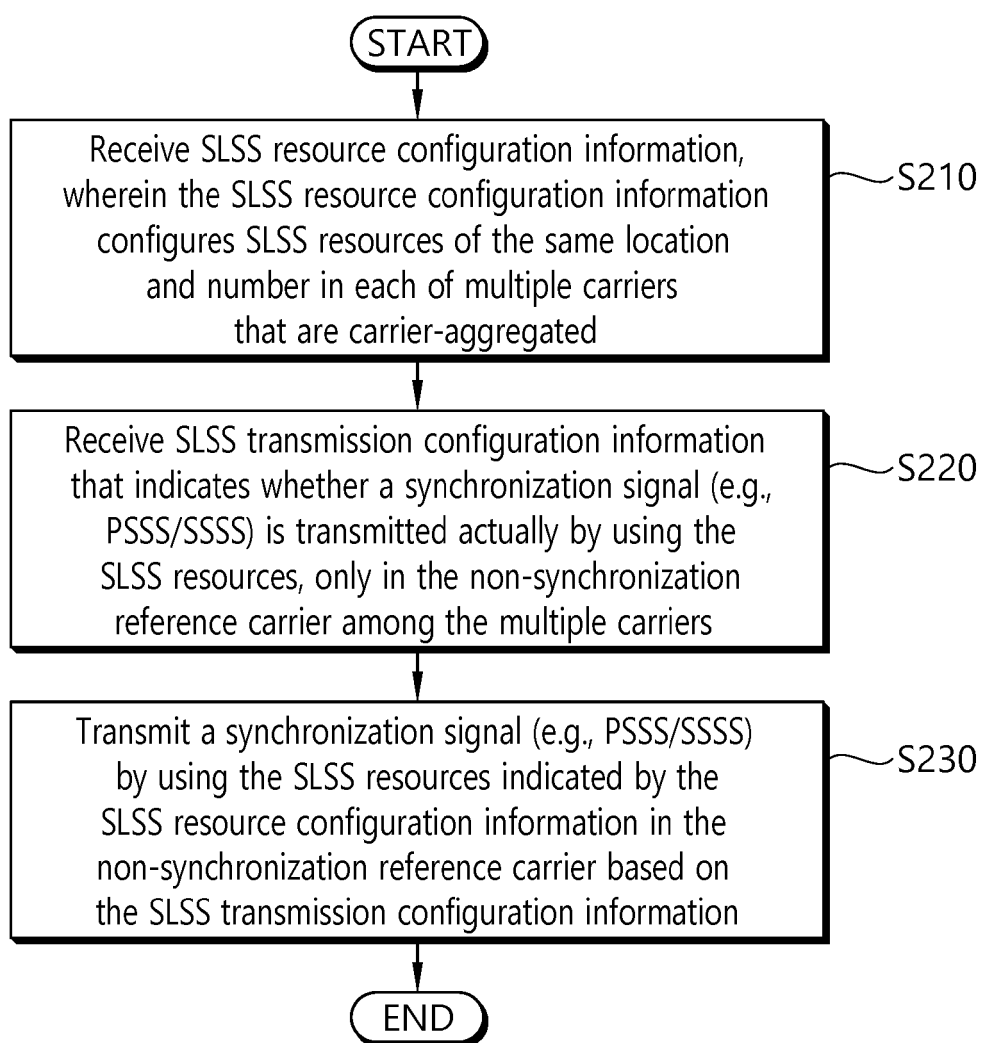 START
Receive SLSS resource configuration information,
wherein the SLSS resource configuration information
configures SLSS resources of the same location
and number in each of multiple carriers
that are carrier-aggregated
S210
Receive SLSS transmission configuration information
that indicates whether a synchronization signal (e.g.,
PSSS/SSSS) is transmitted actually by using the
SLSS resources, only in the non-synchronization
reference carrier among the multiple carriers
S220
Transmit a synchronization signal (e.g., PSSS/SSSS)
by using the SLSS resources indicated by the
SLSS resource configuration information in the
non-synchronization reference carrier based on
the SLSS transmission configuration information
S230
END